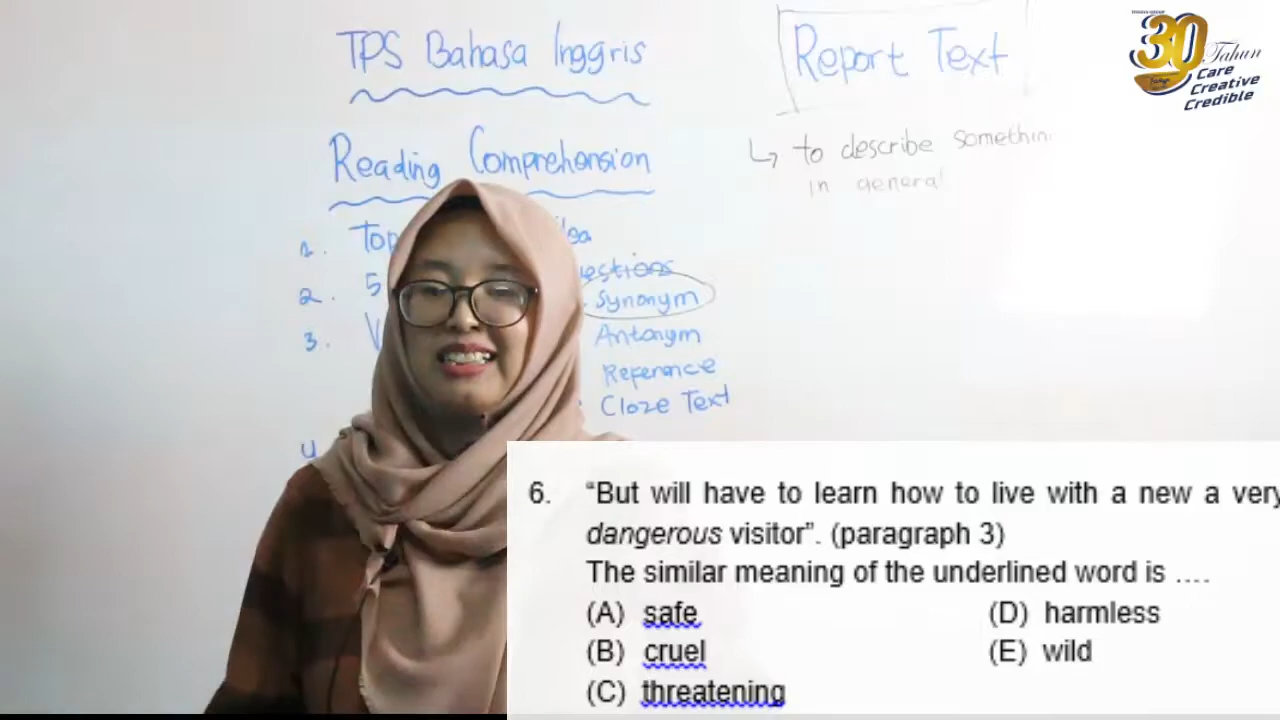 TPS Bahasa Inggris
Reading Comprehension
1.
2. 5
3.
Synonym
Antonym
Reference
Cloze Text
Report Text
↳ to describe
in general
30 Tahun
Care
Creative
Credible
6. “But will have to learn how to live with a new a very
dangerous visitor”. (paragraph 3)
The similar meaning of the underlined word is ….
(A) safe
(B) cruel
(C) threatening
(D) harmless
(E) wild